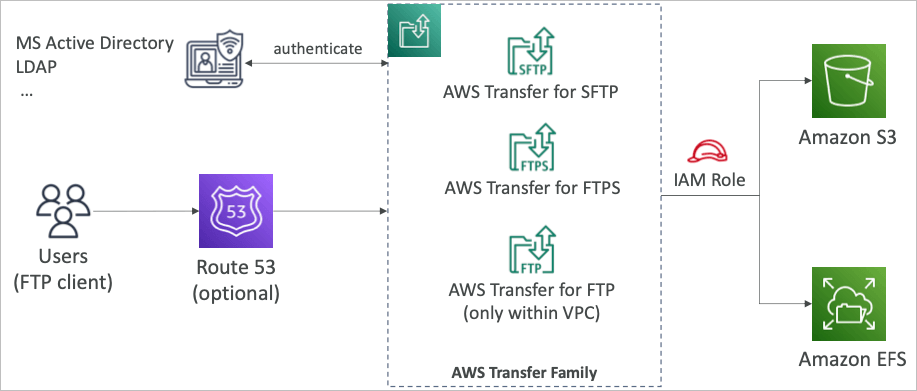 MS Active Directory
LDAP
...
authenticate
SFTP
AWS Transfer for SFTP
FTPS
AWS Transfer for FTPS
FTP
AWS Transfer for FTP
(only within VPC)
AWS Transfer Family
Users
(FTP client)
53
Route 53
(optional)
IAM Role
Amazon S3
Amazon EFS